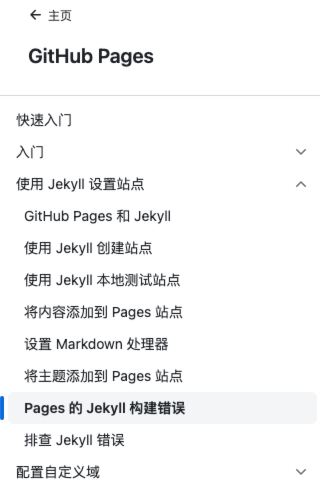 ← 主页
GitHub Pages
快速入门
入门
使用 Jekyll 设置站点
GitHub Pages 和 Jekyll
使用 Jekyll 创建站点
使用 Jekyll 本地测试站点
将内容添加到 Pages 站点
设置 Markdown 处理器
将主题添加到 Pages 站点
Pages 的 Jekyll 构建错误
排查 Jekyll 错误
配置自定义域